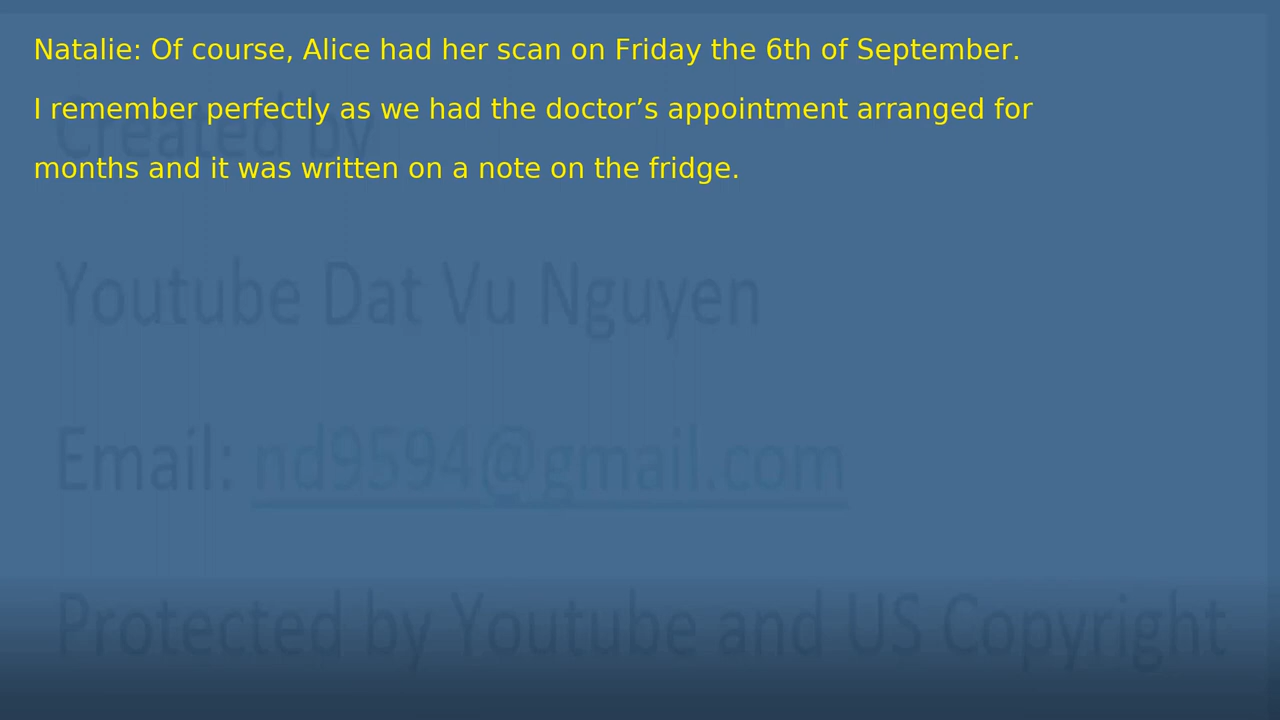 Natalie: Of course, Alice had her scan on Friday the 6th of September.
I remember perfectly as we had the doctor’s appointment arranged for
months and it was written on a note on the fridge.
Created by
Youtube Dat Vu Nguyen
Email: nd9594@gmail.com
Protected by Youtube and US Copyright